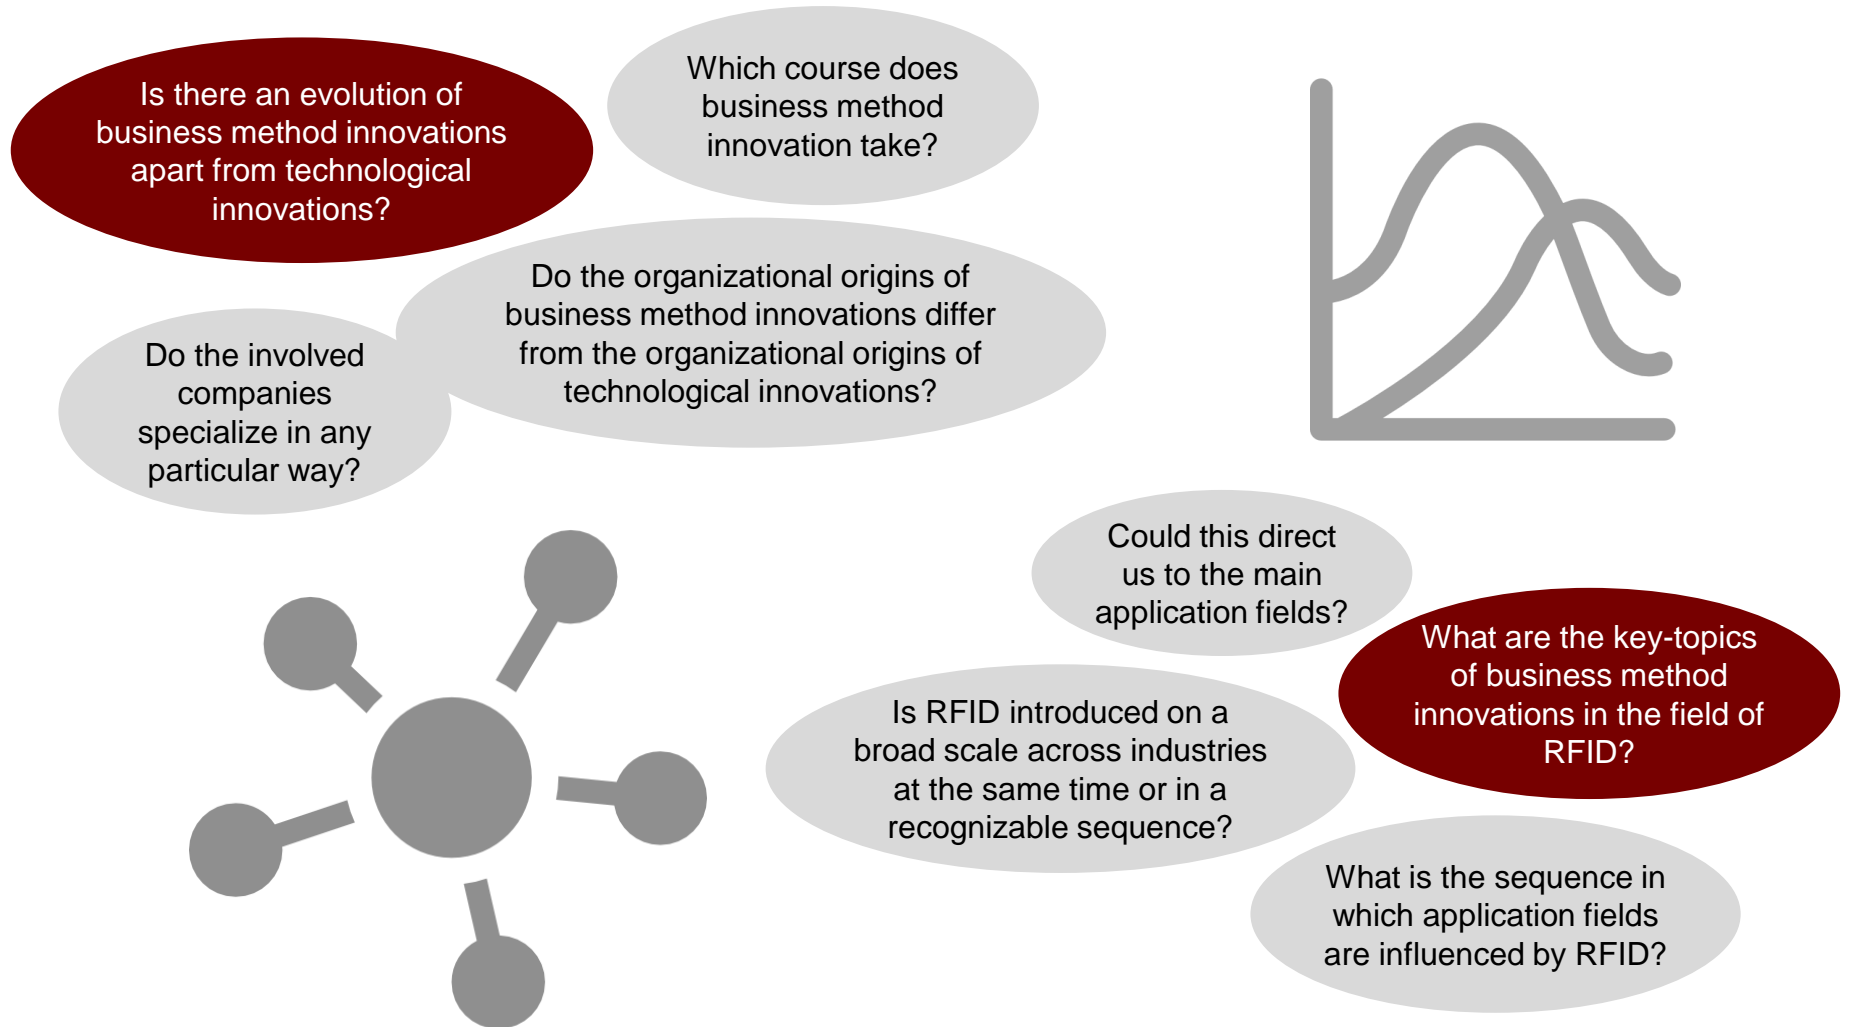 Is there an evolution of
business method innovations
apart from technological
innovations?
Which course does
business method
innovation take?
Do the organizational origins of
business method innovations differ
from the organizational origins of
technological innovations?
Do the involved
companies
specialize in any
particular way?
Could this direct
us to the main
application fields?
What are the key-topics
of business method
innovations in the field of
RFID?
Is RFID introduced on a
broad scale across industries
at the same time or in a
recognizable sequence?
What is the sequence in
which application fields
are influenced by RFID?